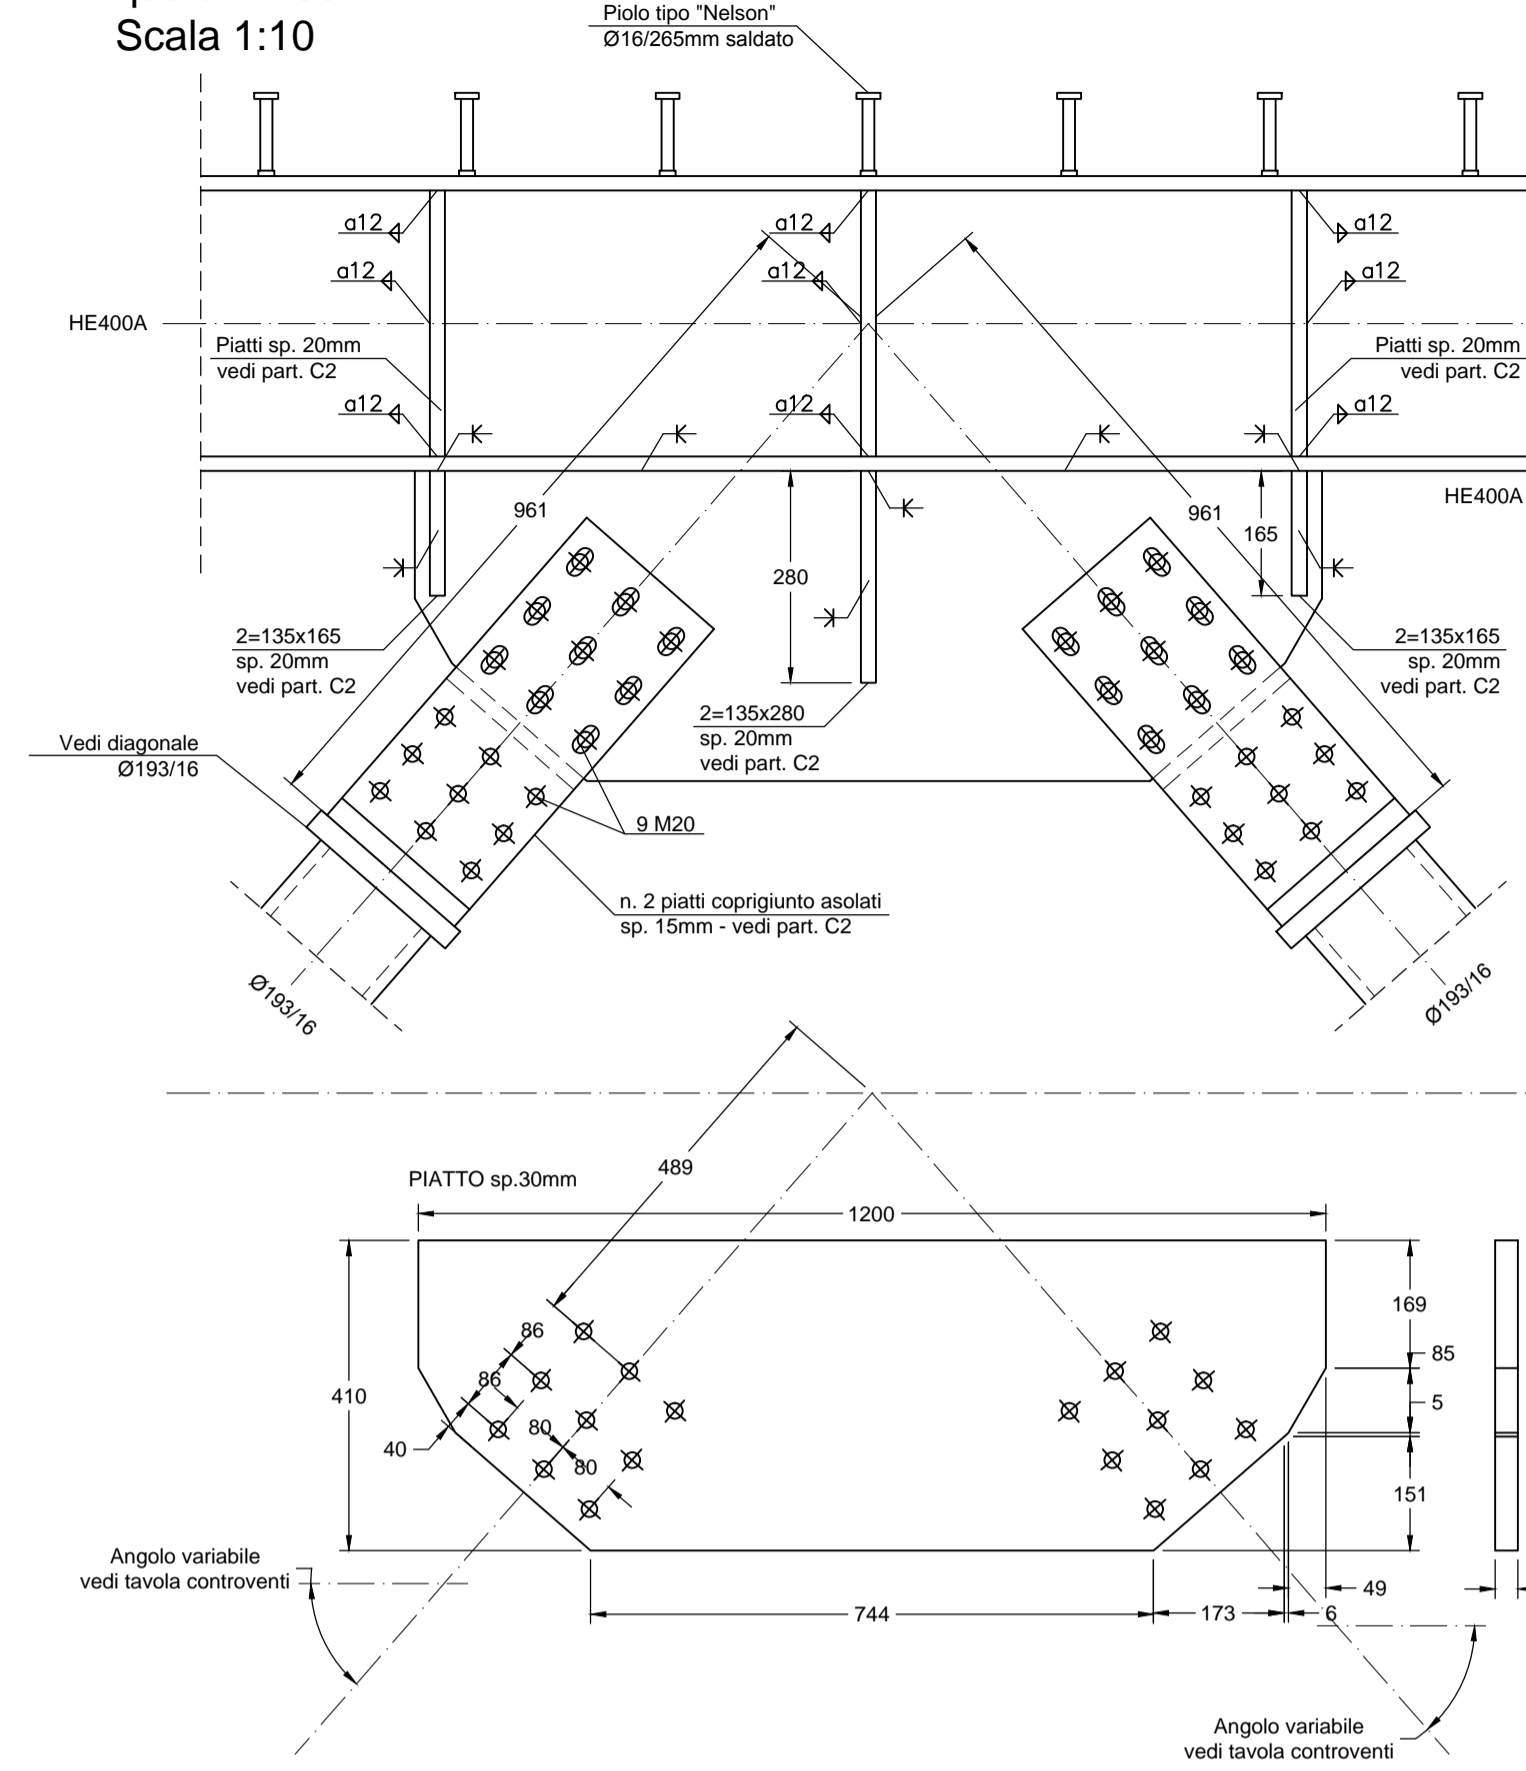 Scala 1:10
Piolo tipo "Nelson"
Ø16/265mm saldato
a12
a12
a12
a12
a12
a12
HE400A
Piatti sp. 20mm
vedi part. C2
Piatti sp. 20mm
vedi part. C2
a12
a12
a12
961
961
HE400A
165
280
2=135x165
sp. 20mm
vedi part. C2
2=135x165
sp. 20mm
vedi part. C2
2=135x280
sp. 20mm
vedi part. C2
Vedi diagonale
Ø193/16
9 M20
n. 2 piatti coprigiunto asolati
sp. 15mm - vedi part. C2
Ø193/16
Ø193/16
489
PIATTO sp.30mm
1200
169
86
85
86
410
5
80
40
80
151
Angolo variabile
vedi tavola controventi
49
744
173
6
Angolo variabile
vedi tavola controventi